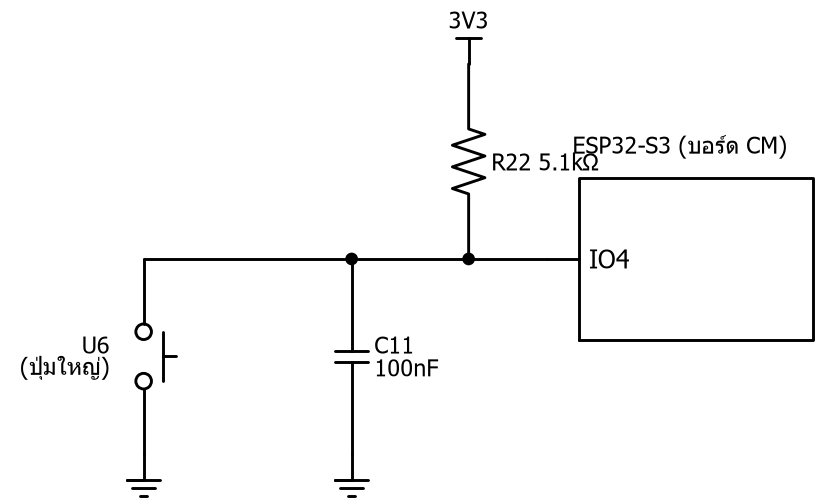 3V3
ESP32-S3 (บอร์ด CM)
R22 5.1kΩ
IO4
U6
(ปุ่มใหญ่)
C11
100nF